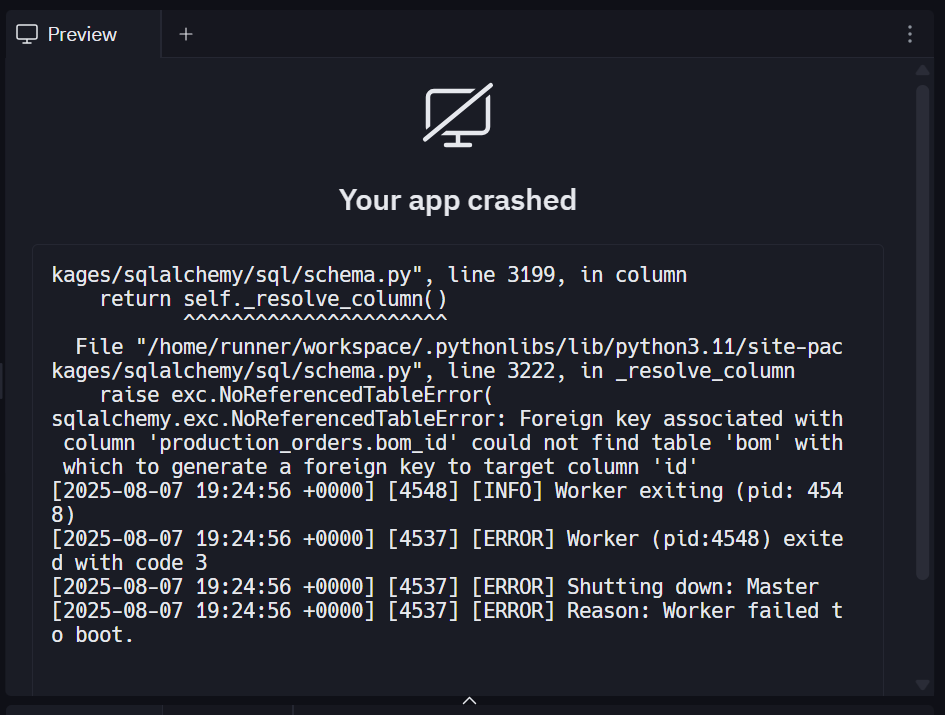 Preview
Your app crashed
kages/sqlalchemy/sql/schema.py", line 3199, in column
    return self._resolve_column()
           ^^^^^^^^^^^^^^^^^^^^^^
  File "/home/runner/workspace/.pythonlibs/lib/python3.11/site-pac
kages/sqlalchemy/sql/schema.py", line 3222, in _resolve_column
    raise exc.NoReferencedTableError(
sqlalchemy.exc.NoReferencedTableError: Foreign key associated with
 column 'production_orders.bom_id' could not find table 'bom' with
 which to generate a foreign key to target column 'id'
[2025-08-07 19:24:56 +0000] [4548] [INFO] Worker exiting (pid: 454
8)
[2025-08-07 19:24:56 +0000] [4537] [ERROR] Worker (pid:4548) exite
d with code 3
[2025-08-07 19:24:56 +0000] [4537] [ERROR] Shutting down: Master
[2025-08-07 19:24:56 +0000] [4537] [ERROR] Reason: Worker failed t
o boot.